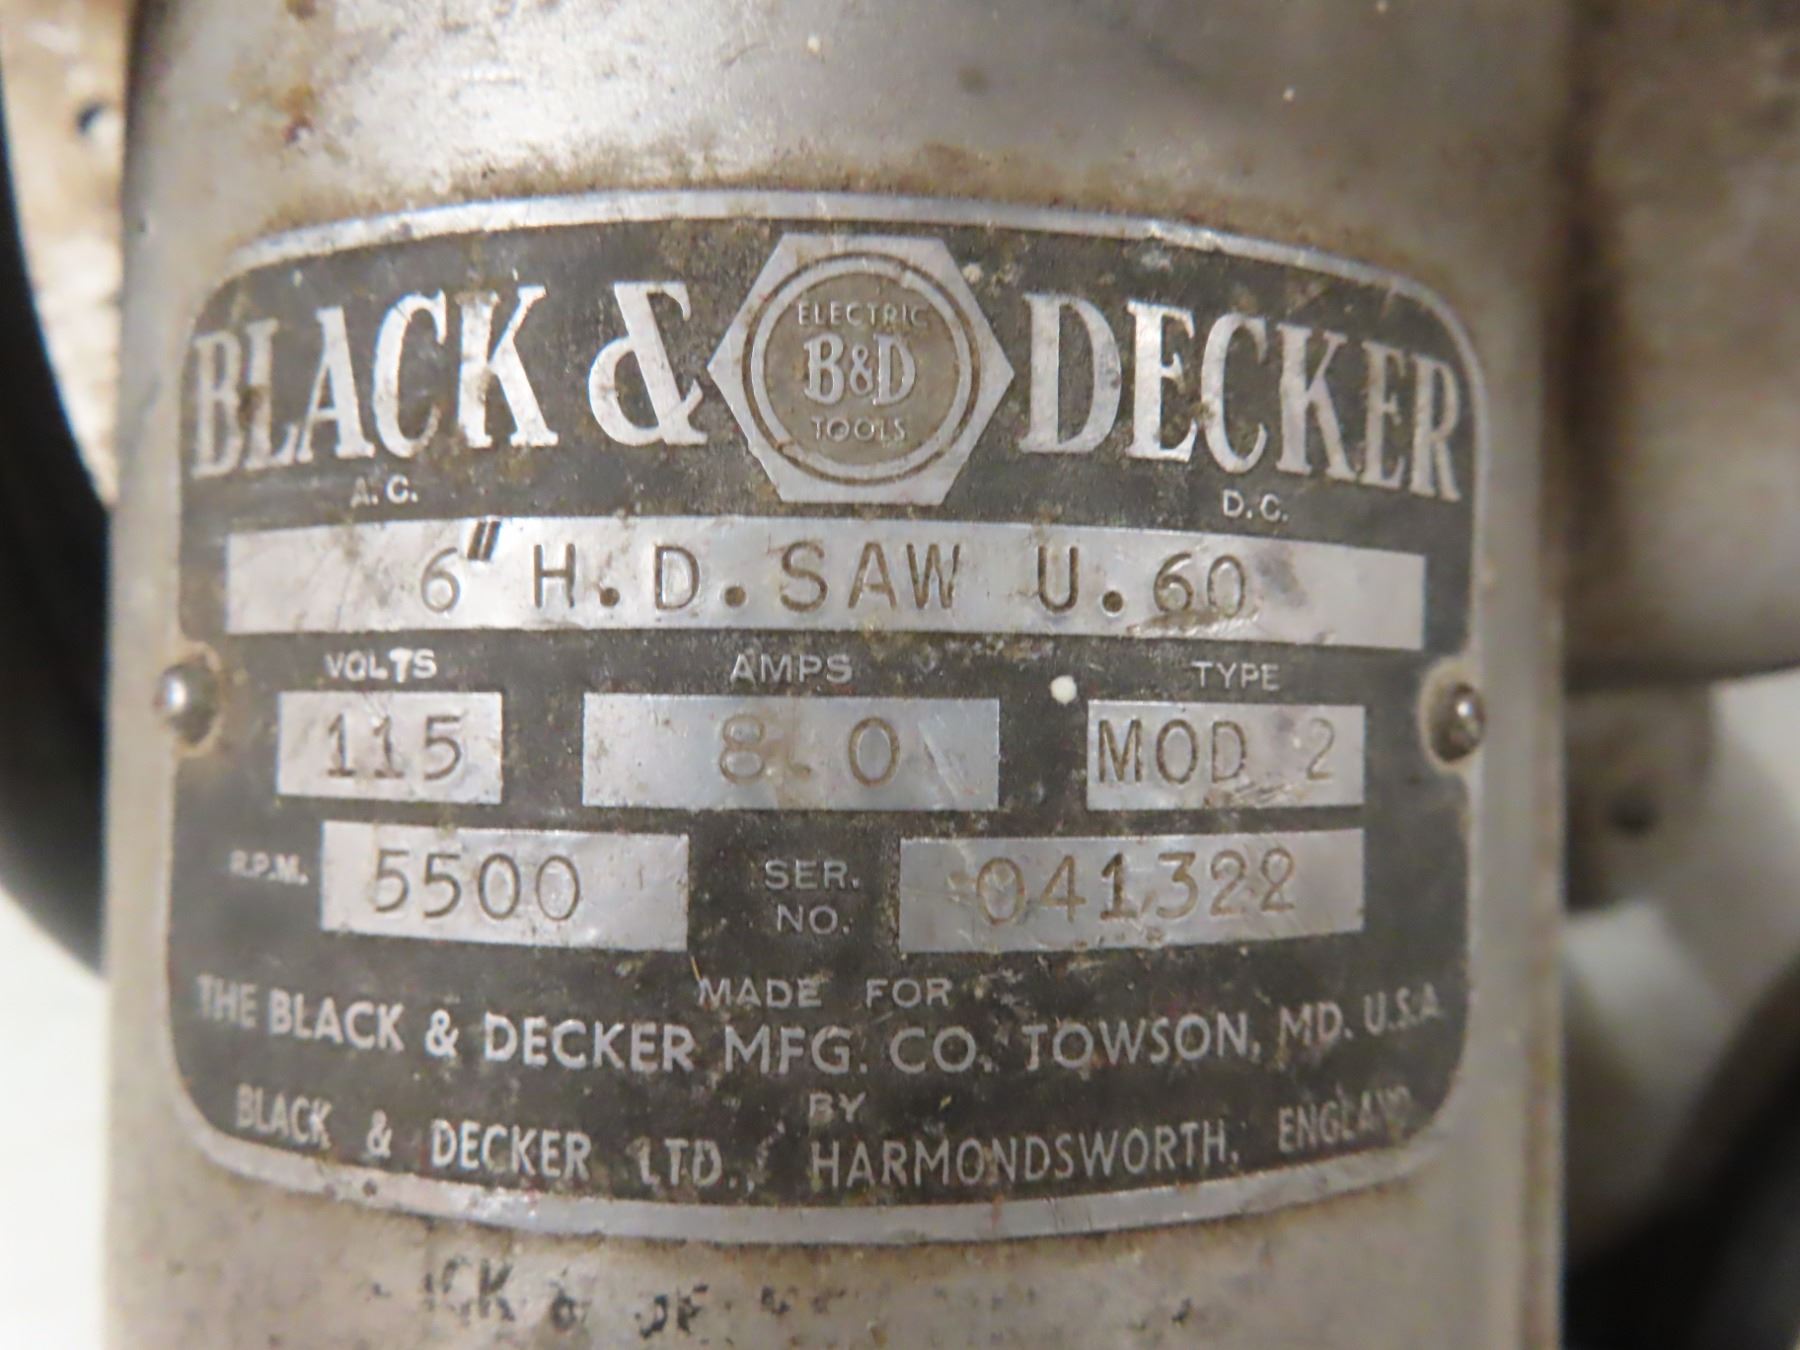 BLACK & DECKER
ELECTRIC
B&D
TOOLS
A.C. D.C.
6" H.D.SAW U.60
VOLTS AMPS TYPE
115 8.0 MOD 2
R.P.M. 5500 SER. NO. 041322
MADE FOR
THE BLACK & DECKER MFG. CO. TOWSON, MD. U.S.A.
BY
BLACK & DECKER LTD., HARMONDSWORTH, ENGLAND